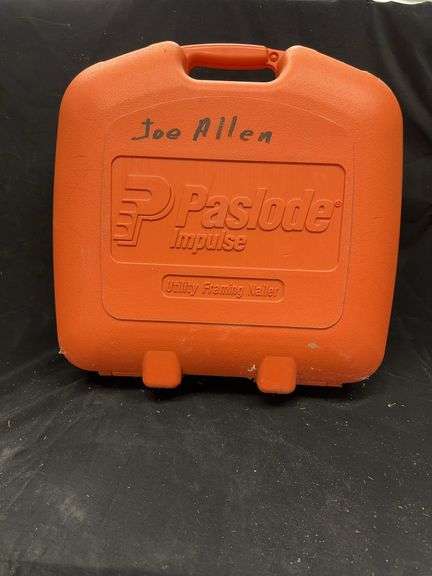 Joe Allen
Paslode®
Impulse
Utility Framing Nailer